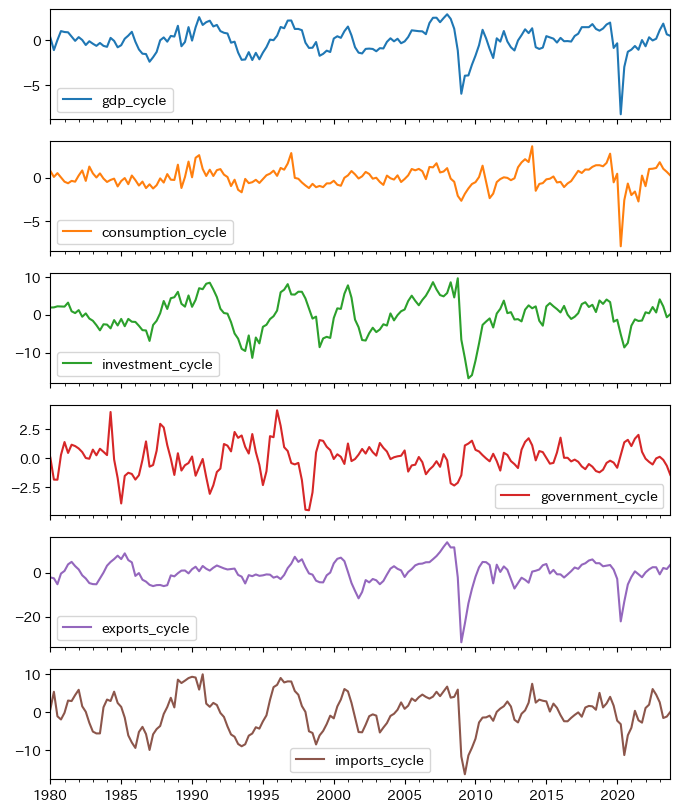 0
−5
gdp_cycle
0
−5
consumption_cycle
10
0
−10
investment_cycle
2.5
0.0
−2.5
government_cycle
0
−20
exports_cycle
10
0
−10
imports_cycle
1980 1985 1990 1995 2000 2005 2010 2015 2020